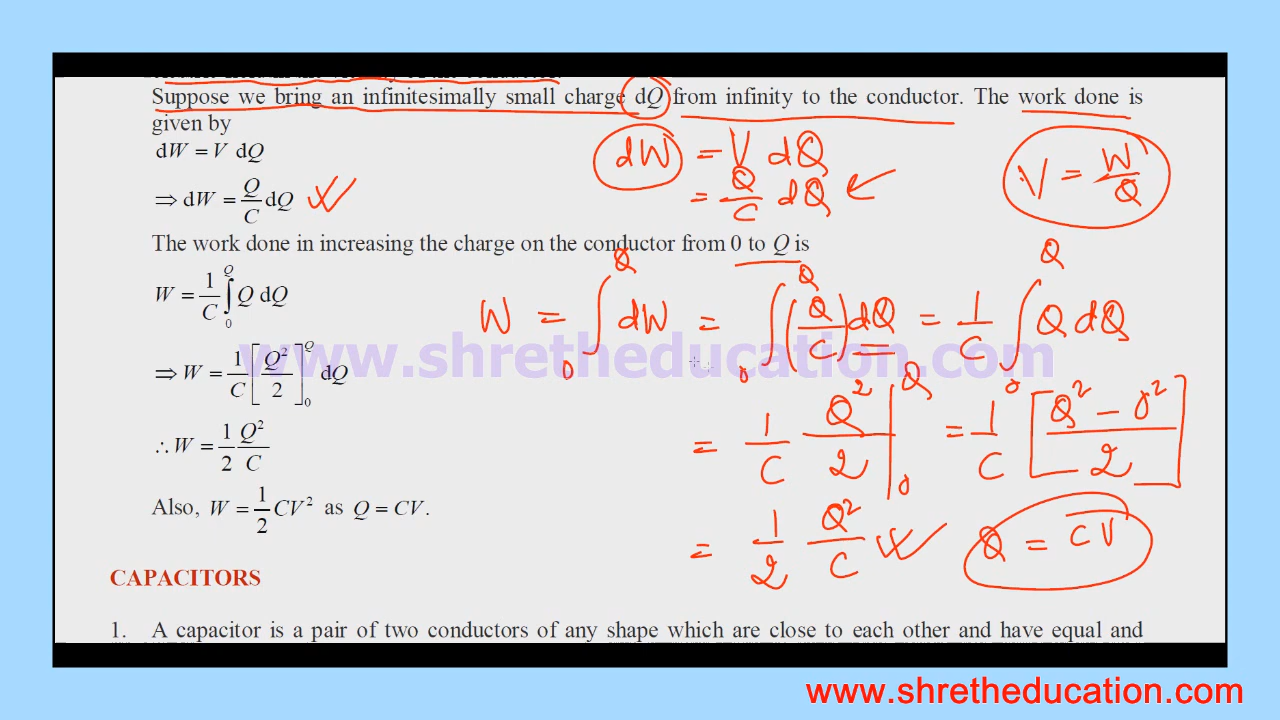 Suppose we bring an infinitesimally small charge dQ from infinity to the conductor. The work done is
given by
dW = V dQ
⇒ dW = Q/C dQ
dW = V dQ
= Q/C dQ
V = W/Q
The work done in increasing the charge on the conductor from 0 to Q is
W = 1/C ∫₀^Q Q dQ
⇒ W = 1/C [Q²/2]₀^Q dQ
∴ W = 1/2 Q²/C
Also, W = 1/2 CV² as Q = CV.
W = ∫₀^Q dW = ∫₀^Q (Q/C) dQ = 1/C ∫₀^Q Q dQ
= 1/C Q²/2 |₀^Q = 1/C [Q² − 0²/2]
= 1/2 Q²/C
Q = CV
www.shretheducation.com
CAPACITORS
1. A capacitor is a pair of two conductors of any shape which are close to each other and have equal and
www.shretheducation.com